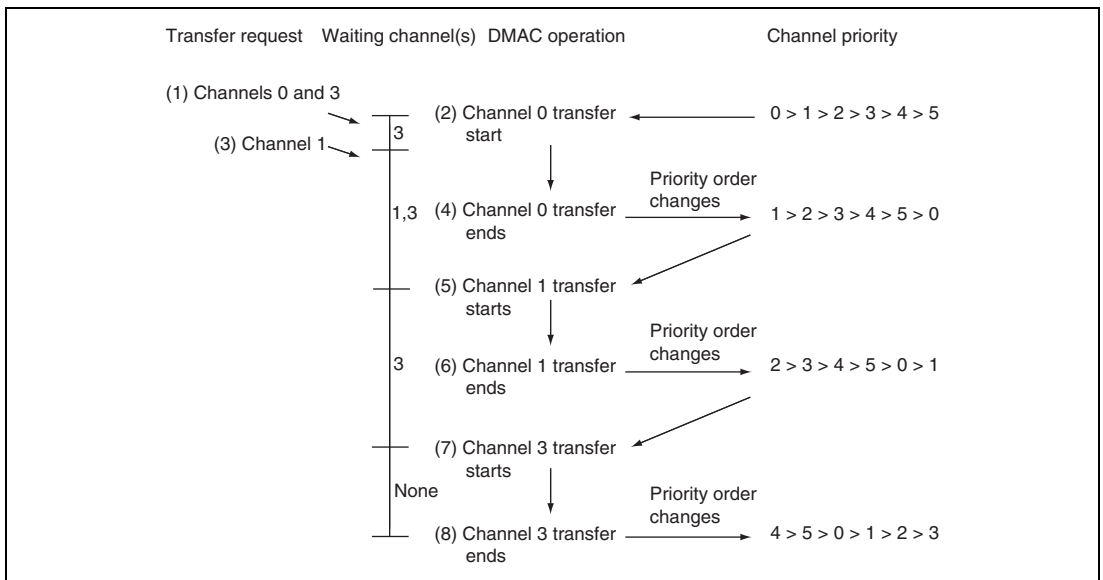 Transfer request Waiting channel(s) DMAC operation Channel priority
(1) Channels 0 and 3
(2) Channel 0 transfer
start
0 > 1 > 2 > 3 > 4 > 5
3
(3) Channel 1
Priority order
changes
1,3
(4) Channel 0 transfer
ends
1 > 2 > 3 > 4 > 5 > 0
(5) Channel 1 transfer
starts
Priority order
changes
3
(6) Channel 1 transfer
ends
2 > 3 > 4 > 5 > 0 > 1
(7) Channel 3 transfer
starts
None
Priority order
changes
(8) Channel 3 transfer
ends
4 > 5 > 0 > 1 > 2 > 3